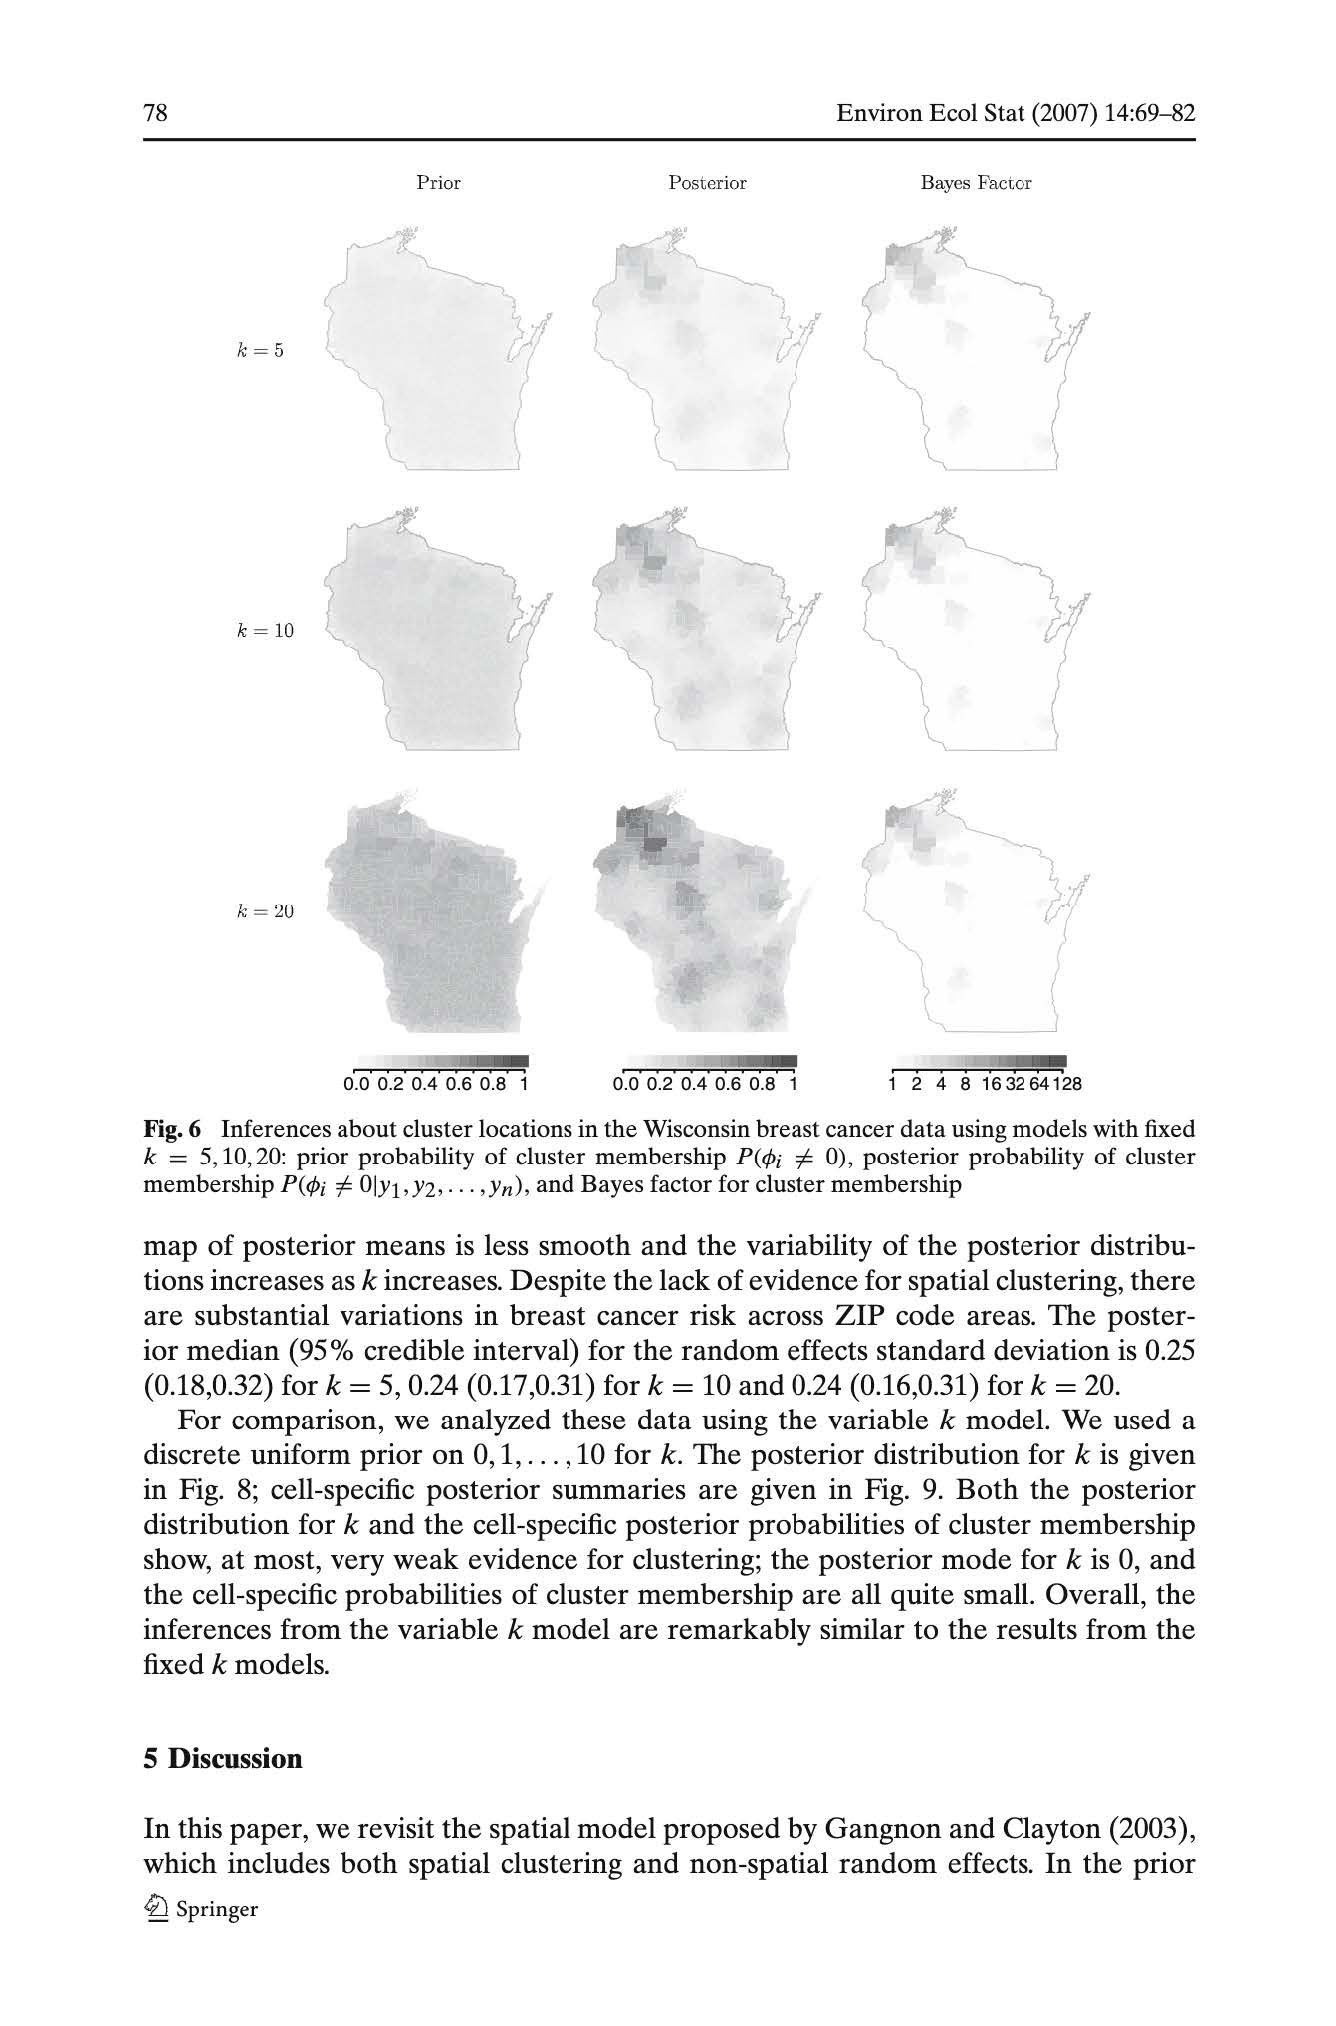 78
Environ Ecol Stat (2007) 14:69–82
Prior
Posterior
Bayes Factor
k = 5
k = 10
k = 20
0.0 0.2 0.4 0.6 0.8 1
0.0 0.2 0.4 0.6 0.8 1
1 2 4 8 16 32 64 128
Fig. 6 Inferences about cluster locations in the Wisconsin breast cancer data using models with fixed
k = 5, 10, 20: prior probability of cluster membership P(ϕi ≠ 0), posterior probability of cluster
membership P(ϕi ≠ 0|y1, y2, . . . , yn), and Bayes factor for cluster membership
map of posterior means is less smooth and the variability of the posterior distribu-
tions increases as k increases. Despite the lack of evidence for spatial clustering, there
are substantial variations in breast cancer risk across ZIP code areas. The poster-
ior median (95% credible interval) for the random effects standard deviation is 0.25
(0.18,0.32) for k = 5, 0.24 (0.17,0.31) for k = 10 and 0.24 (0.16,0.31) for k = 20.
For comparison, we analyzed these data using the variable k model. We used a
discrete uniform prior on 0, 1, . . . , 10 for k. The posterior distribution for k is given
in Fig. 8; cell-specific posterior summaries are given in Fig. 9. Both the posterior
distribution for k and the cell-specific posterior probabilities of cluster membership
show, at most, very weak evidence for clustering; the posterior mode for k is 0, and
the cell-specific probabilities of cluster membership are all quite small. Overall, the
inferences from the variable k model are remarkably similar to the results from the
fixed k models.
5 Discussion
In this paper, we revisit the spatial model proposed by Gangnon and Clayton (2003),
which includes both spatial clustering and non-spatial random effects. In the prior
Springer